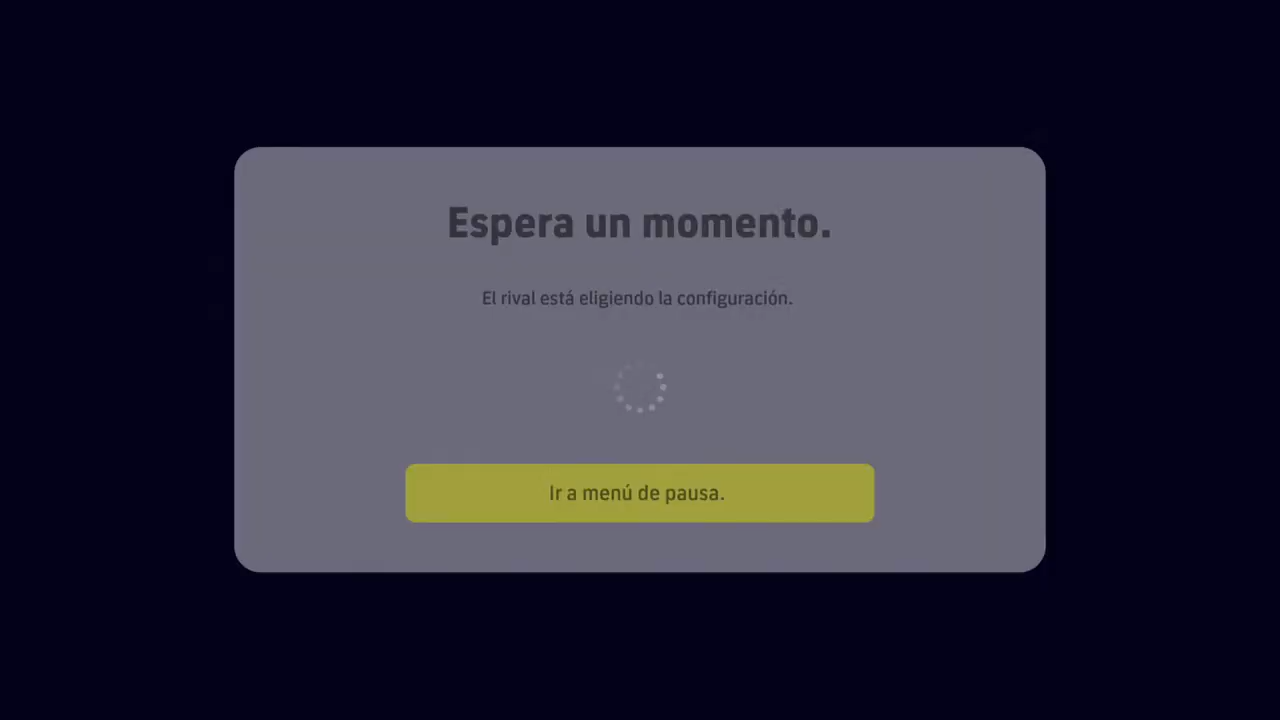 Espera un momento.
El rival está eligiendo la configuración.
Ir a menú de pausa.